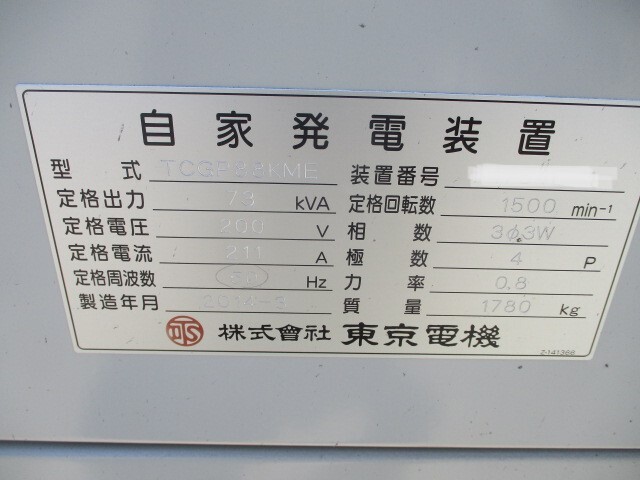 自家発電装置
型式 装置番号
定格出力 73 kVA 定格回転数 1500 min-1
定格電圧 200 V 相数 3φ3W
定格電流 211 A 極数 4 P
定格周波数 50 Hz 力率 0.8
製造年月 質量 1780 kg
株式會社 東京電機
2-141366